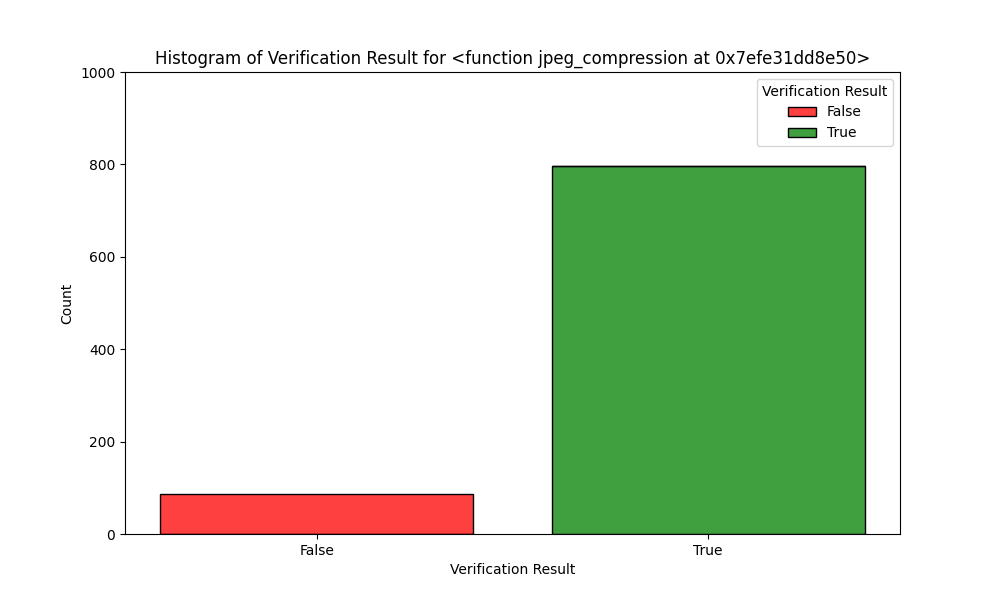 Histogram of Verification Result for <function jpeg_compression at 0x7efe31dd8e50>
1000
800
600
400
200
0
Count
Verification Result
False
True
False
True
Verification Result